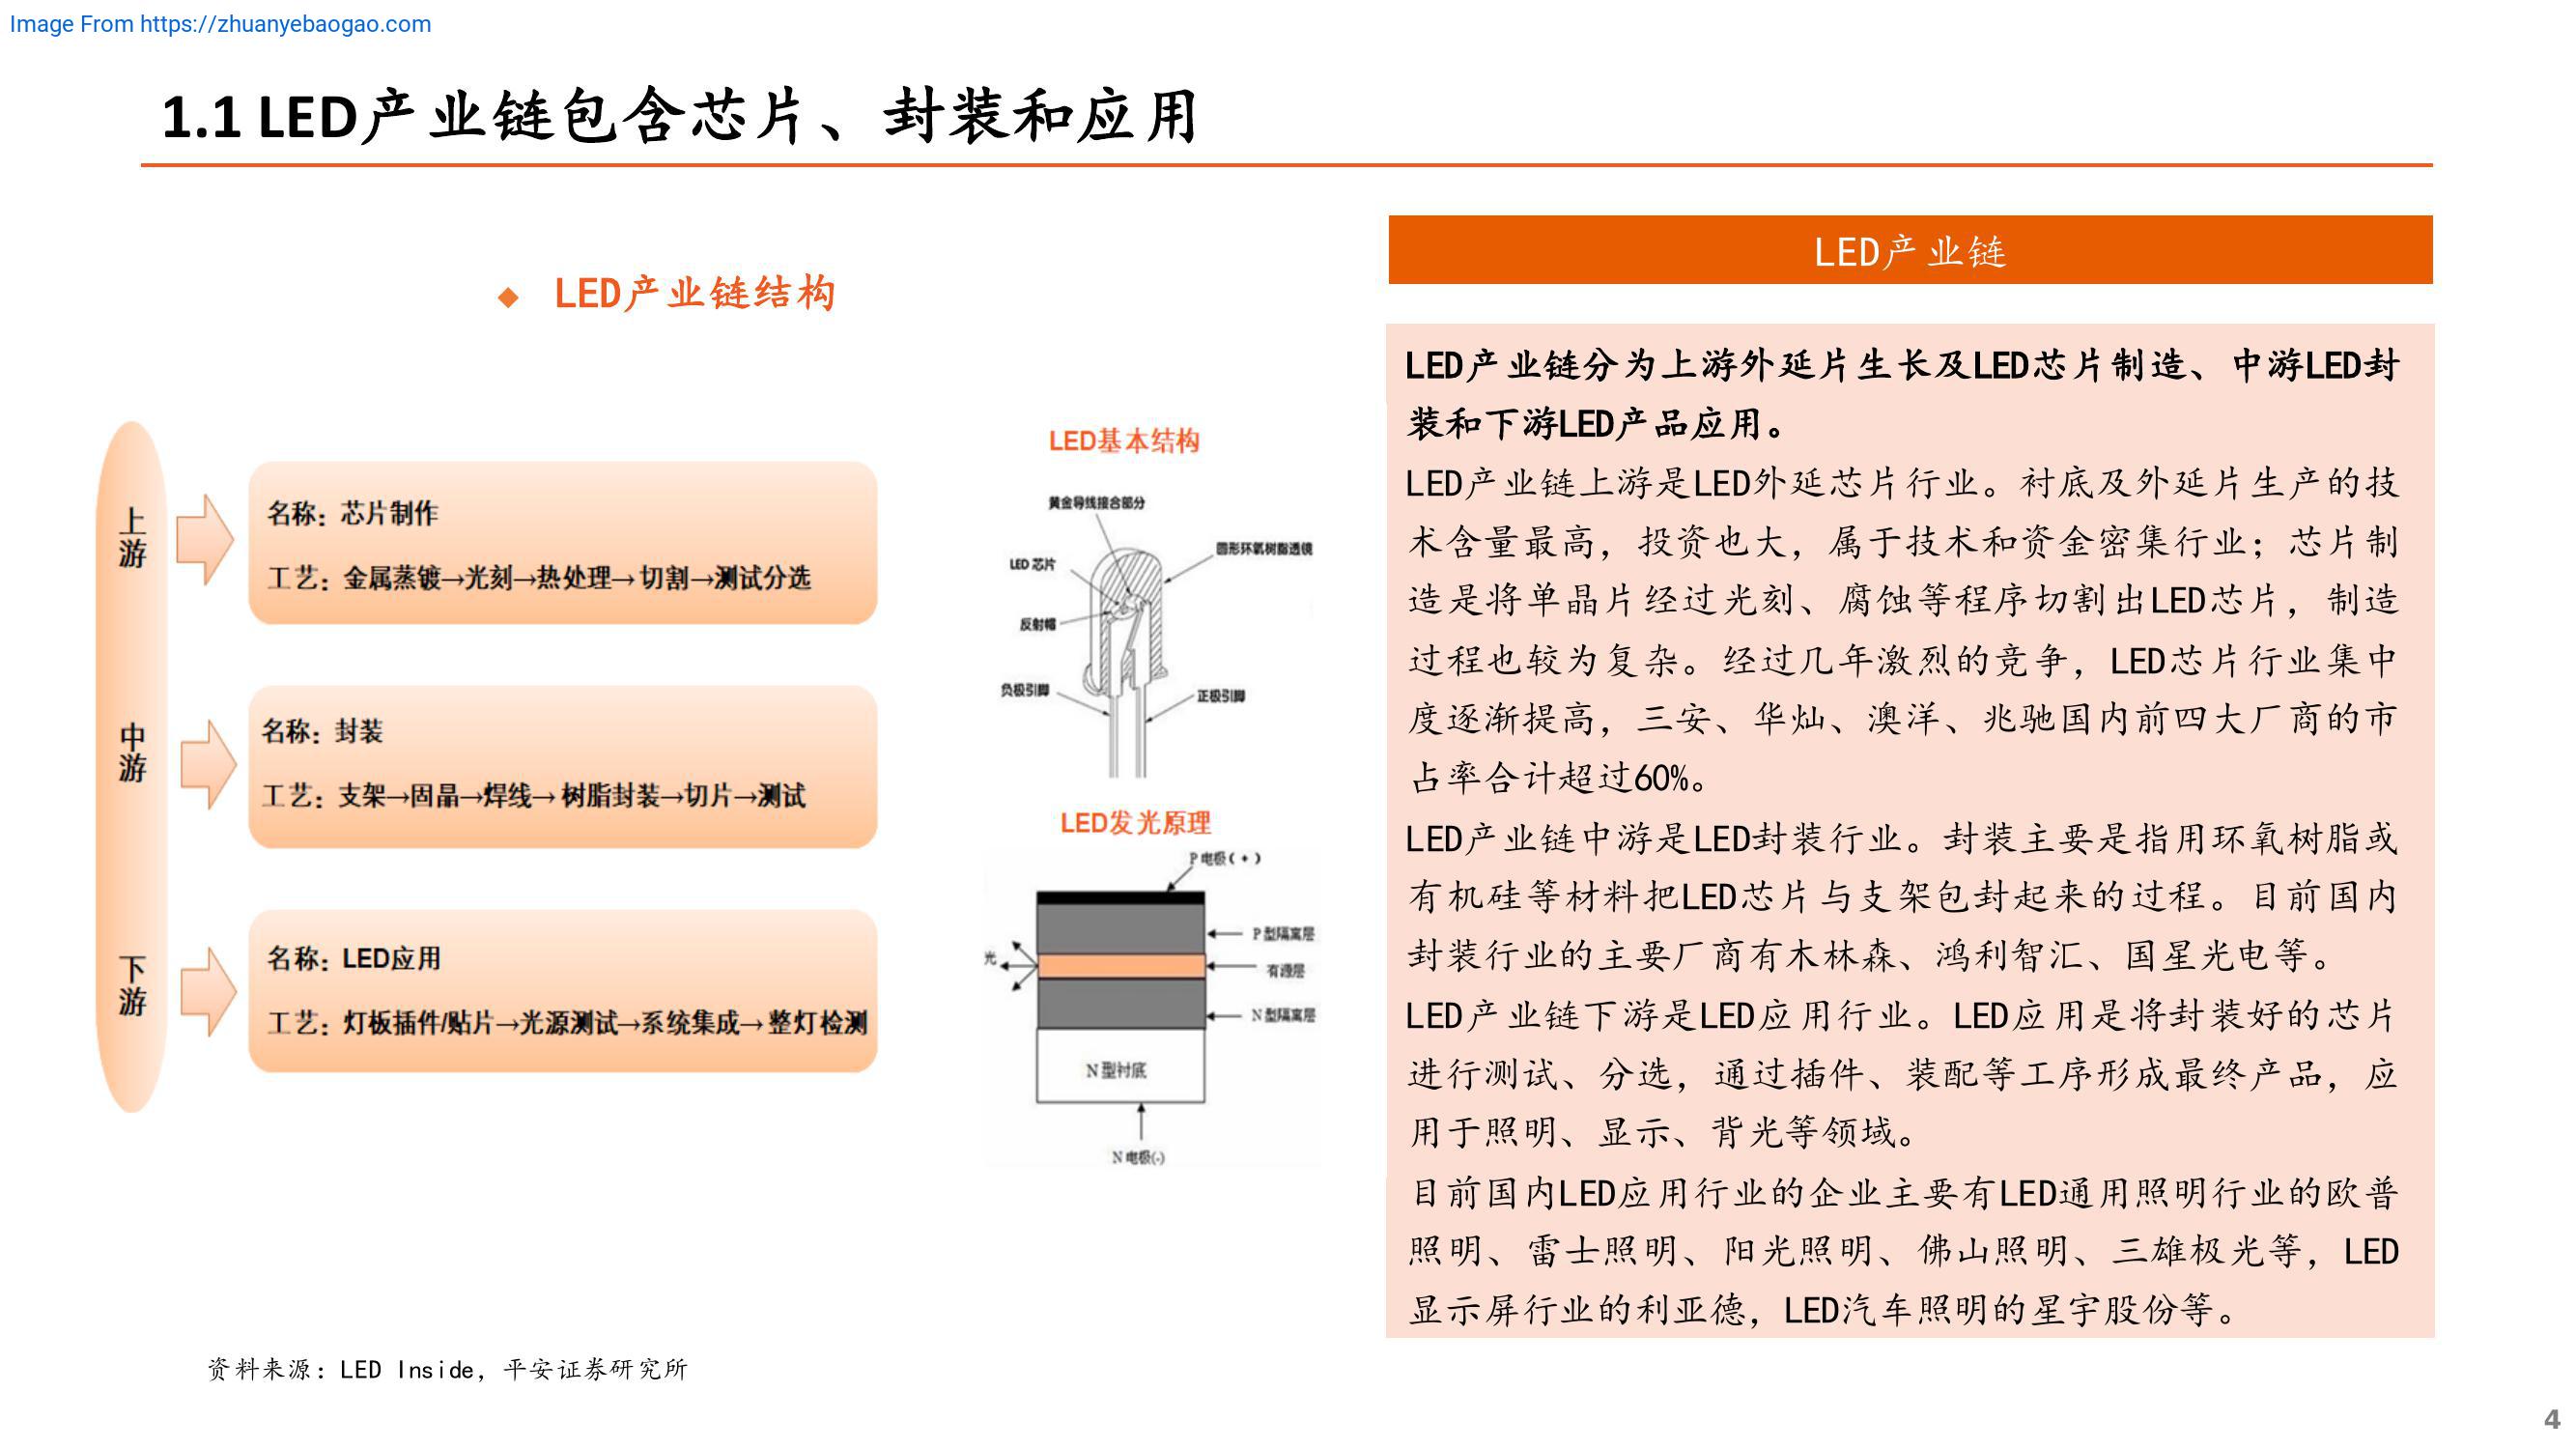 Image From https://zhuanyebaogao.com
1.1 LED产业链包含芯片、封装和应用
◆ LED产业链结构
上游
名称：芯片制作
工艺：金属蒸镀→光刻→热处理→切割→测试分选
中游
名称：封装
工艺：支架→固晶→焊线→树脂封装→切片→测试
下游
名称：LED应用
工艺：灯板插件/贴片→光源测试→系统集成→整灯检测
LED基本结构
黄金导线接合部分
圆形环氧树脂透镜
LED 芯片
反射帽
负极引脚
正极引脚
LED发光原理
P 电极（+）
P 型隔离层
光
有源层
N 型隔离层
N 型衬底
N 电极(-)
LED产业链
LED产业链分为上游外延片生长及LED芯片制造、中游LED封
装和下游LED产品应用。
LED产业链上游是LED外延芯片行业。衬底及外延片生产的技
术含量最高，投资也大，属于技术和资金密集行业；芯片制
造是将单晶片经过光刻、腐蚀等程序切割出LED芯片，制造
过程也较为复杂。经过几年激烈的竞争，LED芯片行业集中
度逐渐提高，三安、华灿、澳洋、兆驰国内前四大厂商的市
占率合计超过60%。
LED产业链中游是LED封装行业。封装主要是指用环氧树脂或
有机硅等材料把LED芯片与支架包封起来的过程。目前国内
封装行业的主要厂商有木林森、鸿利智汇、国星光电等。
LED产业链下游是LED应用行业。LED应用是将封装好的芯片
进行测试、分选，通过插件、装配等工序形成最终产品，应
用于照明、显示、背光等领域。
目前国内LED应用行业的企业主要有LED通用照明行业的欧普
照明、雷士照明、阳光照明、佛山照明、三雄极光等，LED
显示屏行业的利亚德，LED汽车照明的星宇股份等。
资料来源：LED Inside，平安证券研究所
4